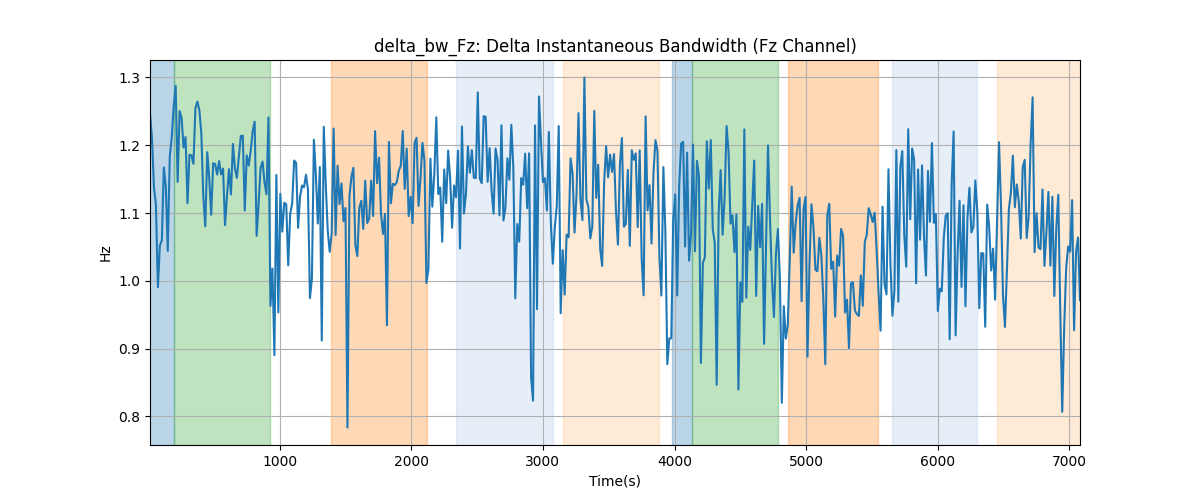 delta_bw_Fz: Delta Instantaneous Bandwidth (Fz Channel)
Hz
1.3
1.2
1.1
1.0
0.9
0.8
1000 2000 3000 4000 5000 6000 7000
Time(s)